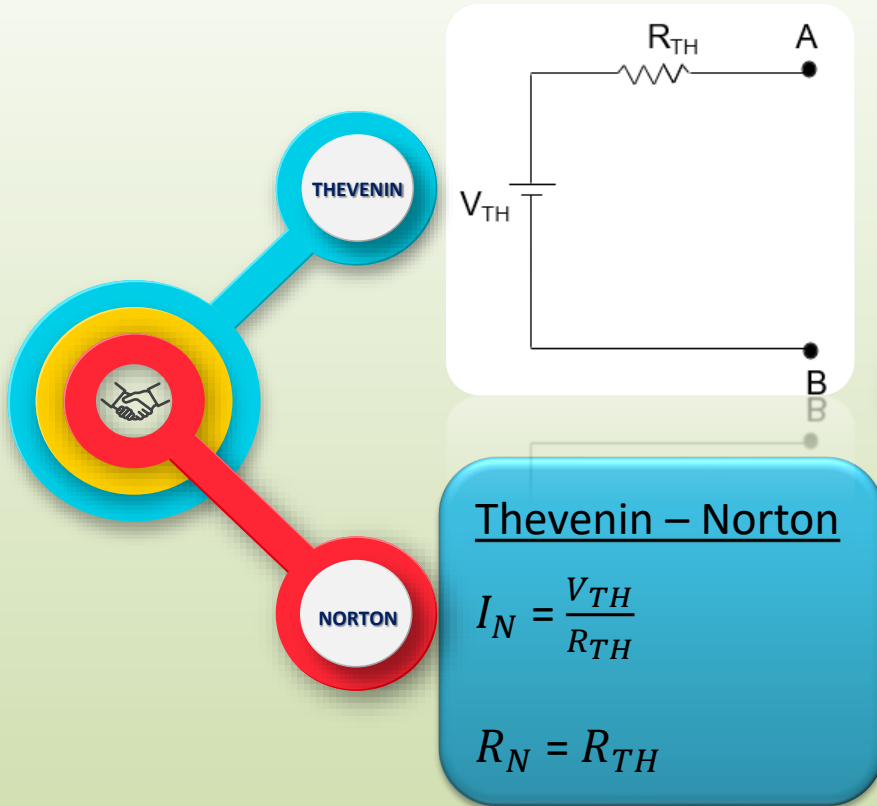 R_TH A
THEVENIN
V_TH
B
B
Thevenin – Norton
I_N = V_TH / R_TH
NORTON
R_N = R_TH